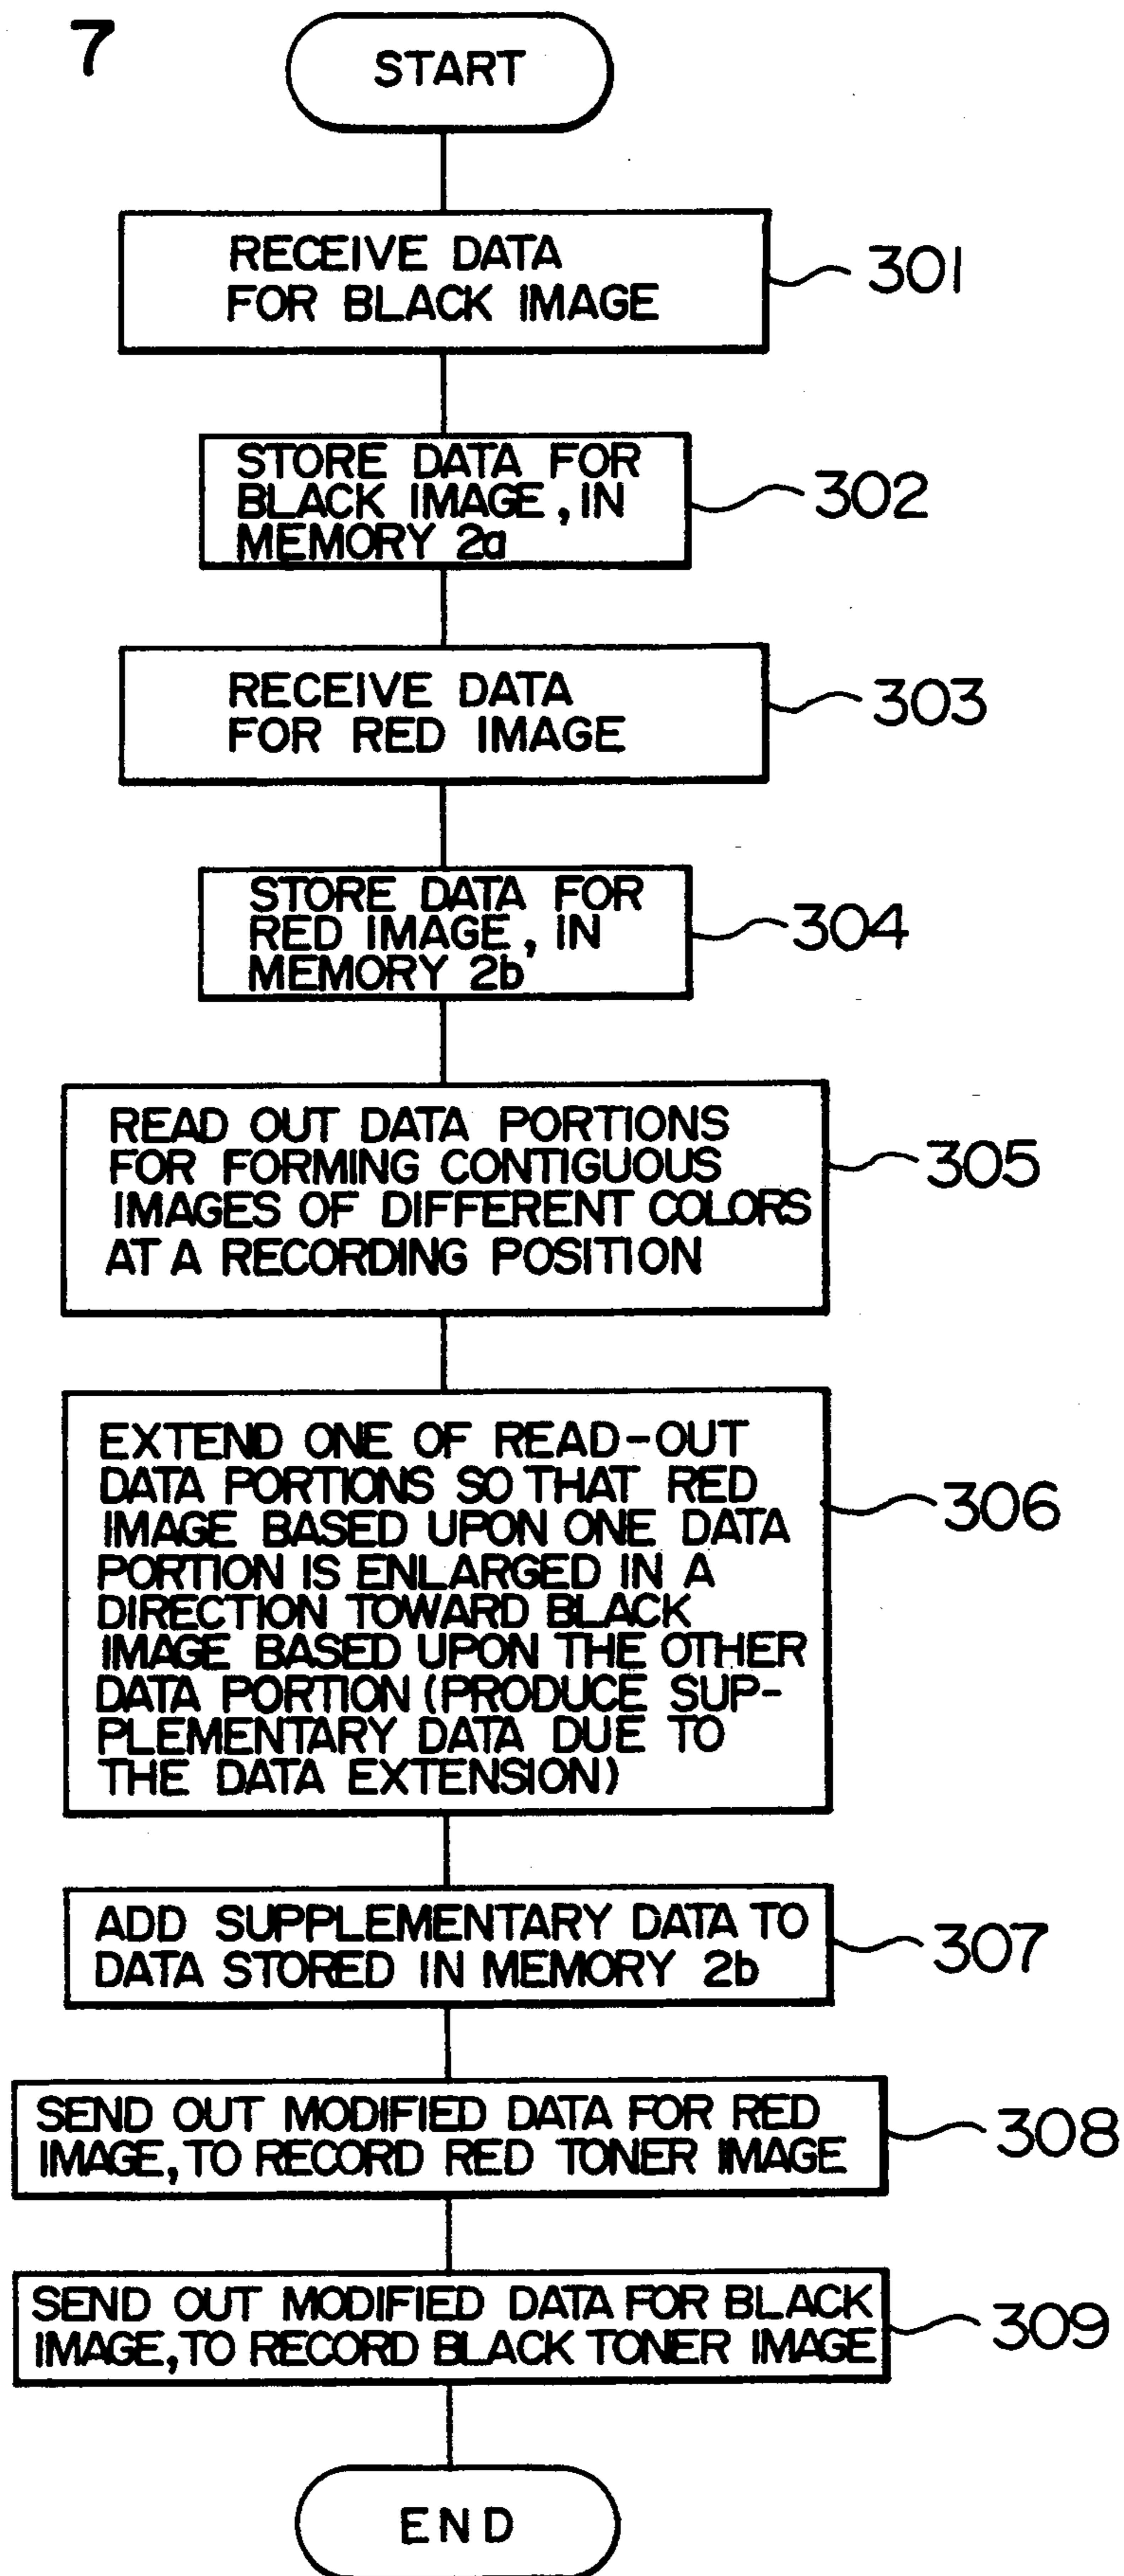 7
START
RECEIVE DATA
FOR BLACK IMAGE
301
STORE DATA FOR
BLACK IMAGE, IN
MEMORY 2a
302
RECEIVE DATA
FOR RED IMAGE
303
STORE DATA FOR
RED IMAGE, IN
MEMORY 2b
304
READ OUT DATA PORTIONS
FOR FORMING CONTIGUOUS
IMAGES OF DIFFERENT COLORS
AT A RECORDING POSITION
305
EXTEND ONE OF READ-OUT
DATA PORTIONS SO THAT RED
IMAGE BASED UPON ONE DATA
PORTION IS ENLARGED IN A
DIRECTION TOWARD BLACK
IMAGE BASED UPON THE OTHER
DATA PORTION (PRODUCE SUP-
PLEMENTARY DATA DUE TO
THE DATA EXTENSION)
306
ADD SUPPLEMENTARY DATA TO
DATA STORED IN MEMORY 2b
307
SEND OUT MODIFIED DATA FOR RED
IMAGE, TO RECORD RED TONER IMAGE
308
SEND OUT MODIFIED DATA FOR BLACK
IMAGE, TO RECORD BLACK TONER IMAGE
309
END